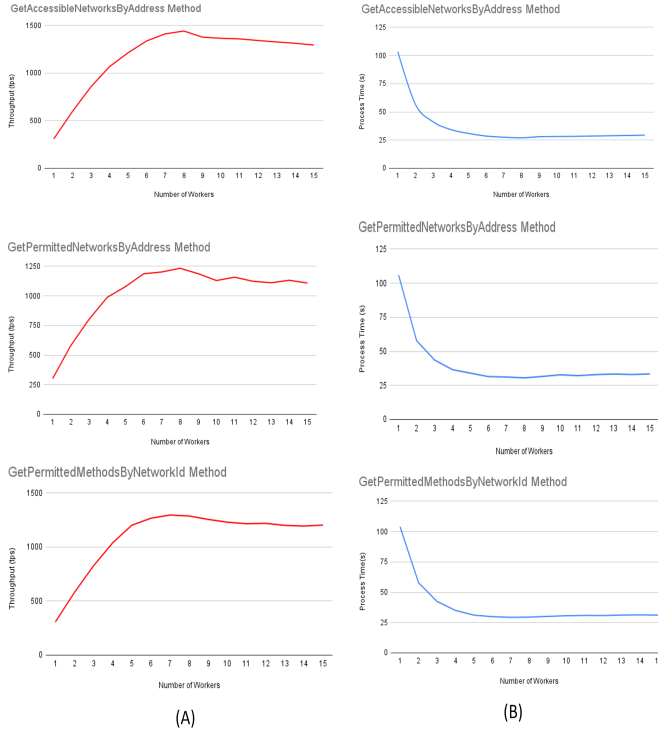 GetAccessibleNetworksByAddress Method
Throughput (tps)
1500
1000
500
0
1 2 3 4 5 6 7 8 9 10 11 12 13 14 15
Number of Workers
GetPermittedNetworksByAddress Method
Throughput (tps)
1250
1000
750
500
250
0
1 2 3 4 5 6 7 8 9 10 11 12 13 14 15
Number of Workers
GetPermittedMethodsByNetworkId Method
Throughput (tps)
1500
1000
500
0
1 2 3 4 5 6 7 8 9 10 11 12 13 14 15
Number of Workers
(A)
GetAccessibleNetworksByAddress Method
Process Time (s)
125
100
75
50
25
0
1 2 3 4 5 6 7 8 9 10 11 12 13 14 15
Number of Workers
GetPermittedNetworksByAddress Method
Process Time (s)
125
100
75
50
25
0
1 2 3 4 5 6 7 8 9 10 11 12 13 14 15
Number of Workers
GetPermittedMethodsByNetworkId Method
Process Time(s)
125
100
75
50
25
0
1 2 3 4 5 6 7 8 9 10 11 12 13 14 15
Number of Workers
(B)